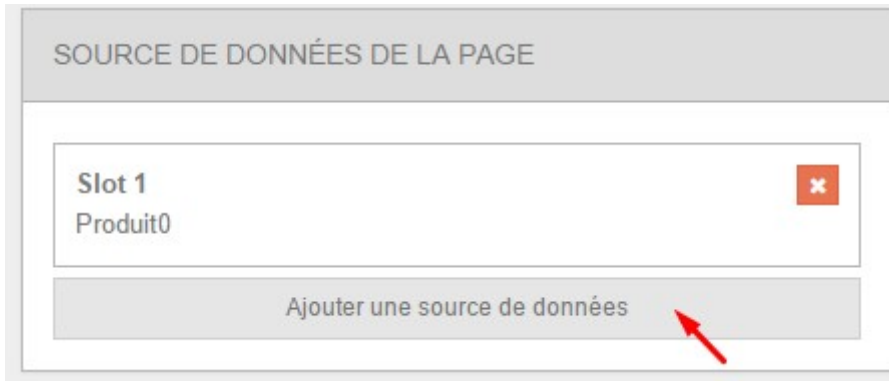 SOURCE DE DONNÉES DE LA PAGE
Slot 1
Produit0
Ajouter une source de données